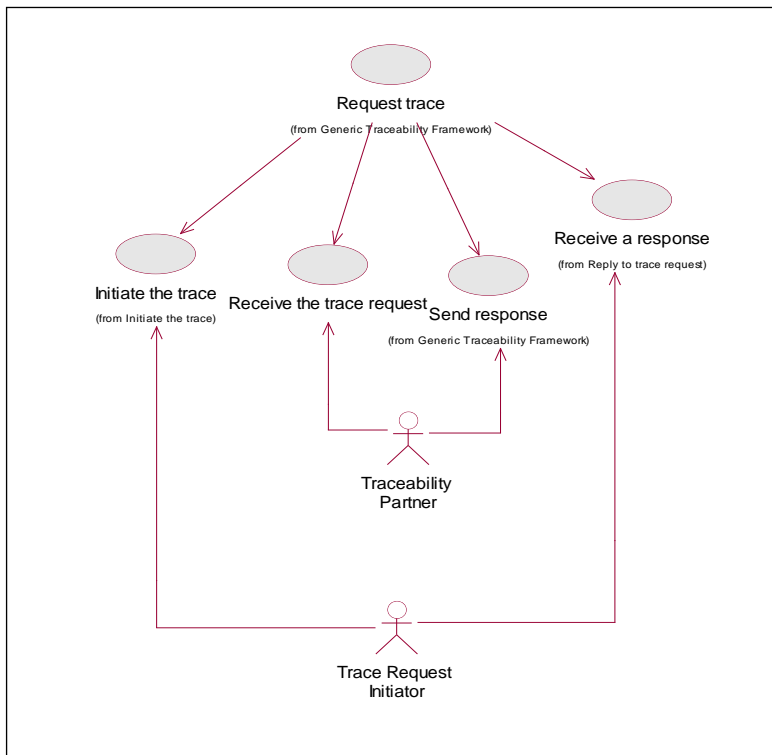 Request trace
(from Generic Traceability Framework)
Receive a response
(from Reply to trace request)
Initiate the trace
(from Initiate the trace)
Receive the trace request
Send response
(from Generic Traceability Framework)
Traceability
Partner
Trace Request
Initiator